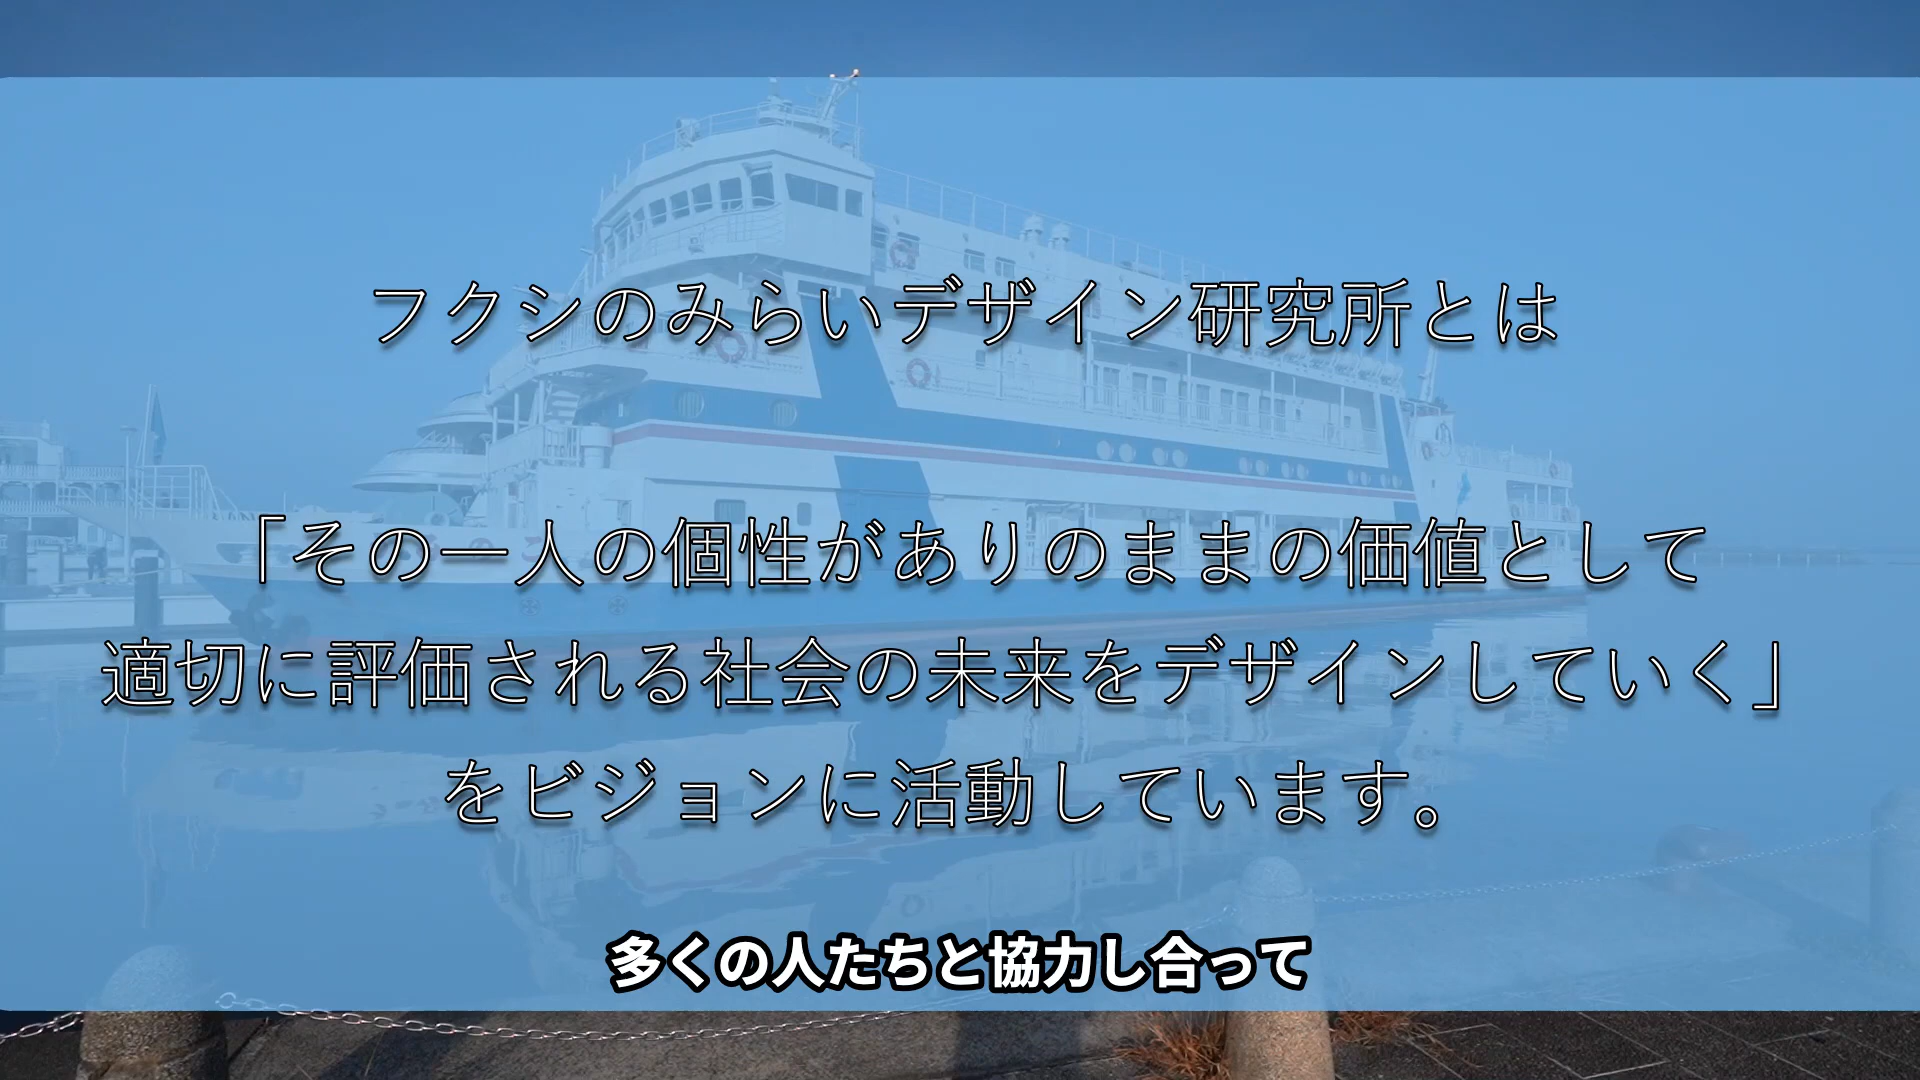 フクシのみらいデザイン研究所とは
「その一人の個性がありのままの価値として
適切に評価される社会の未来をデザインしていく」
をビジョンに活動しています。
多くの人たちと協力し合って